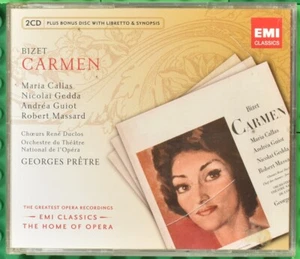 2CD PLUS BONUS DISC WITH LIBRETTO & SYNOPSIS
EMI
CLASSICS
BIZET
CARMEN
Maria Callas
Nicolai Gedda
Andréa Guiot
Robert Massard
Chœurs René Duclos
Orchestre du Théâtre
National de l'Opéra
GEORGES PRÊTRE
THE GREATEST OPERA RECORDINGS
EMI CLASSICS
THE HOME OF OPERA
Bizet
CARMEN
Maria Callas
Andréa Guiot
Nicolai Gedda
Robert Massa